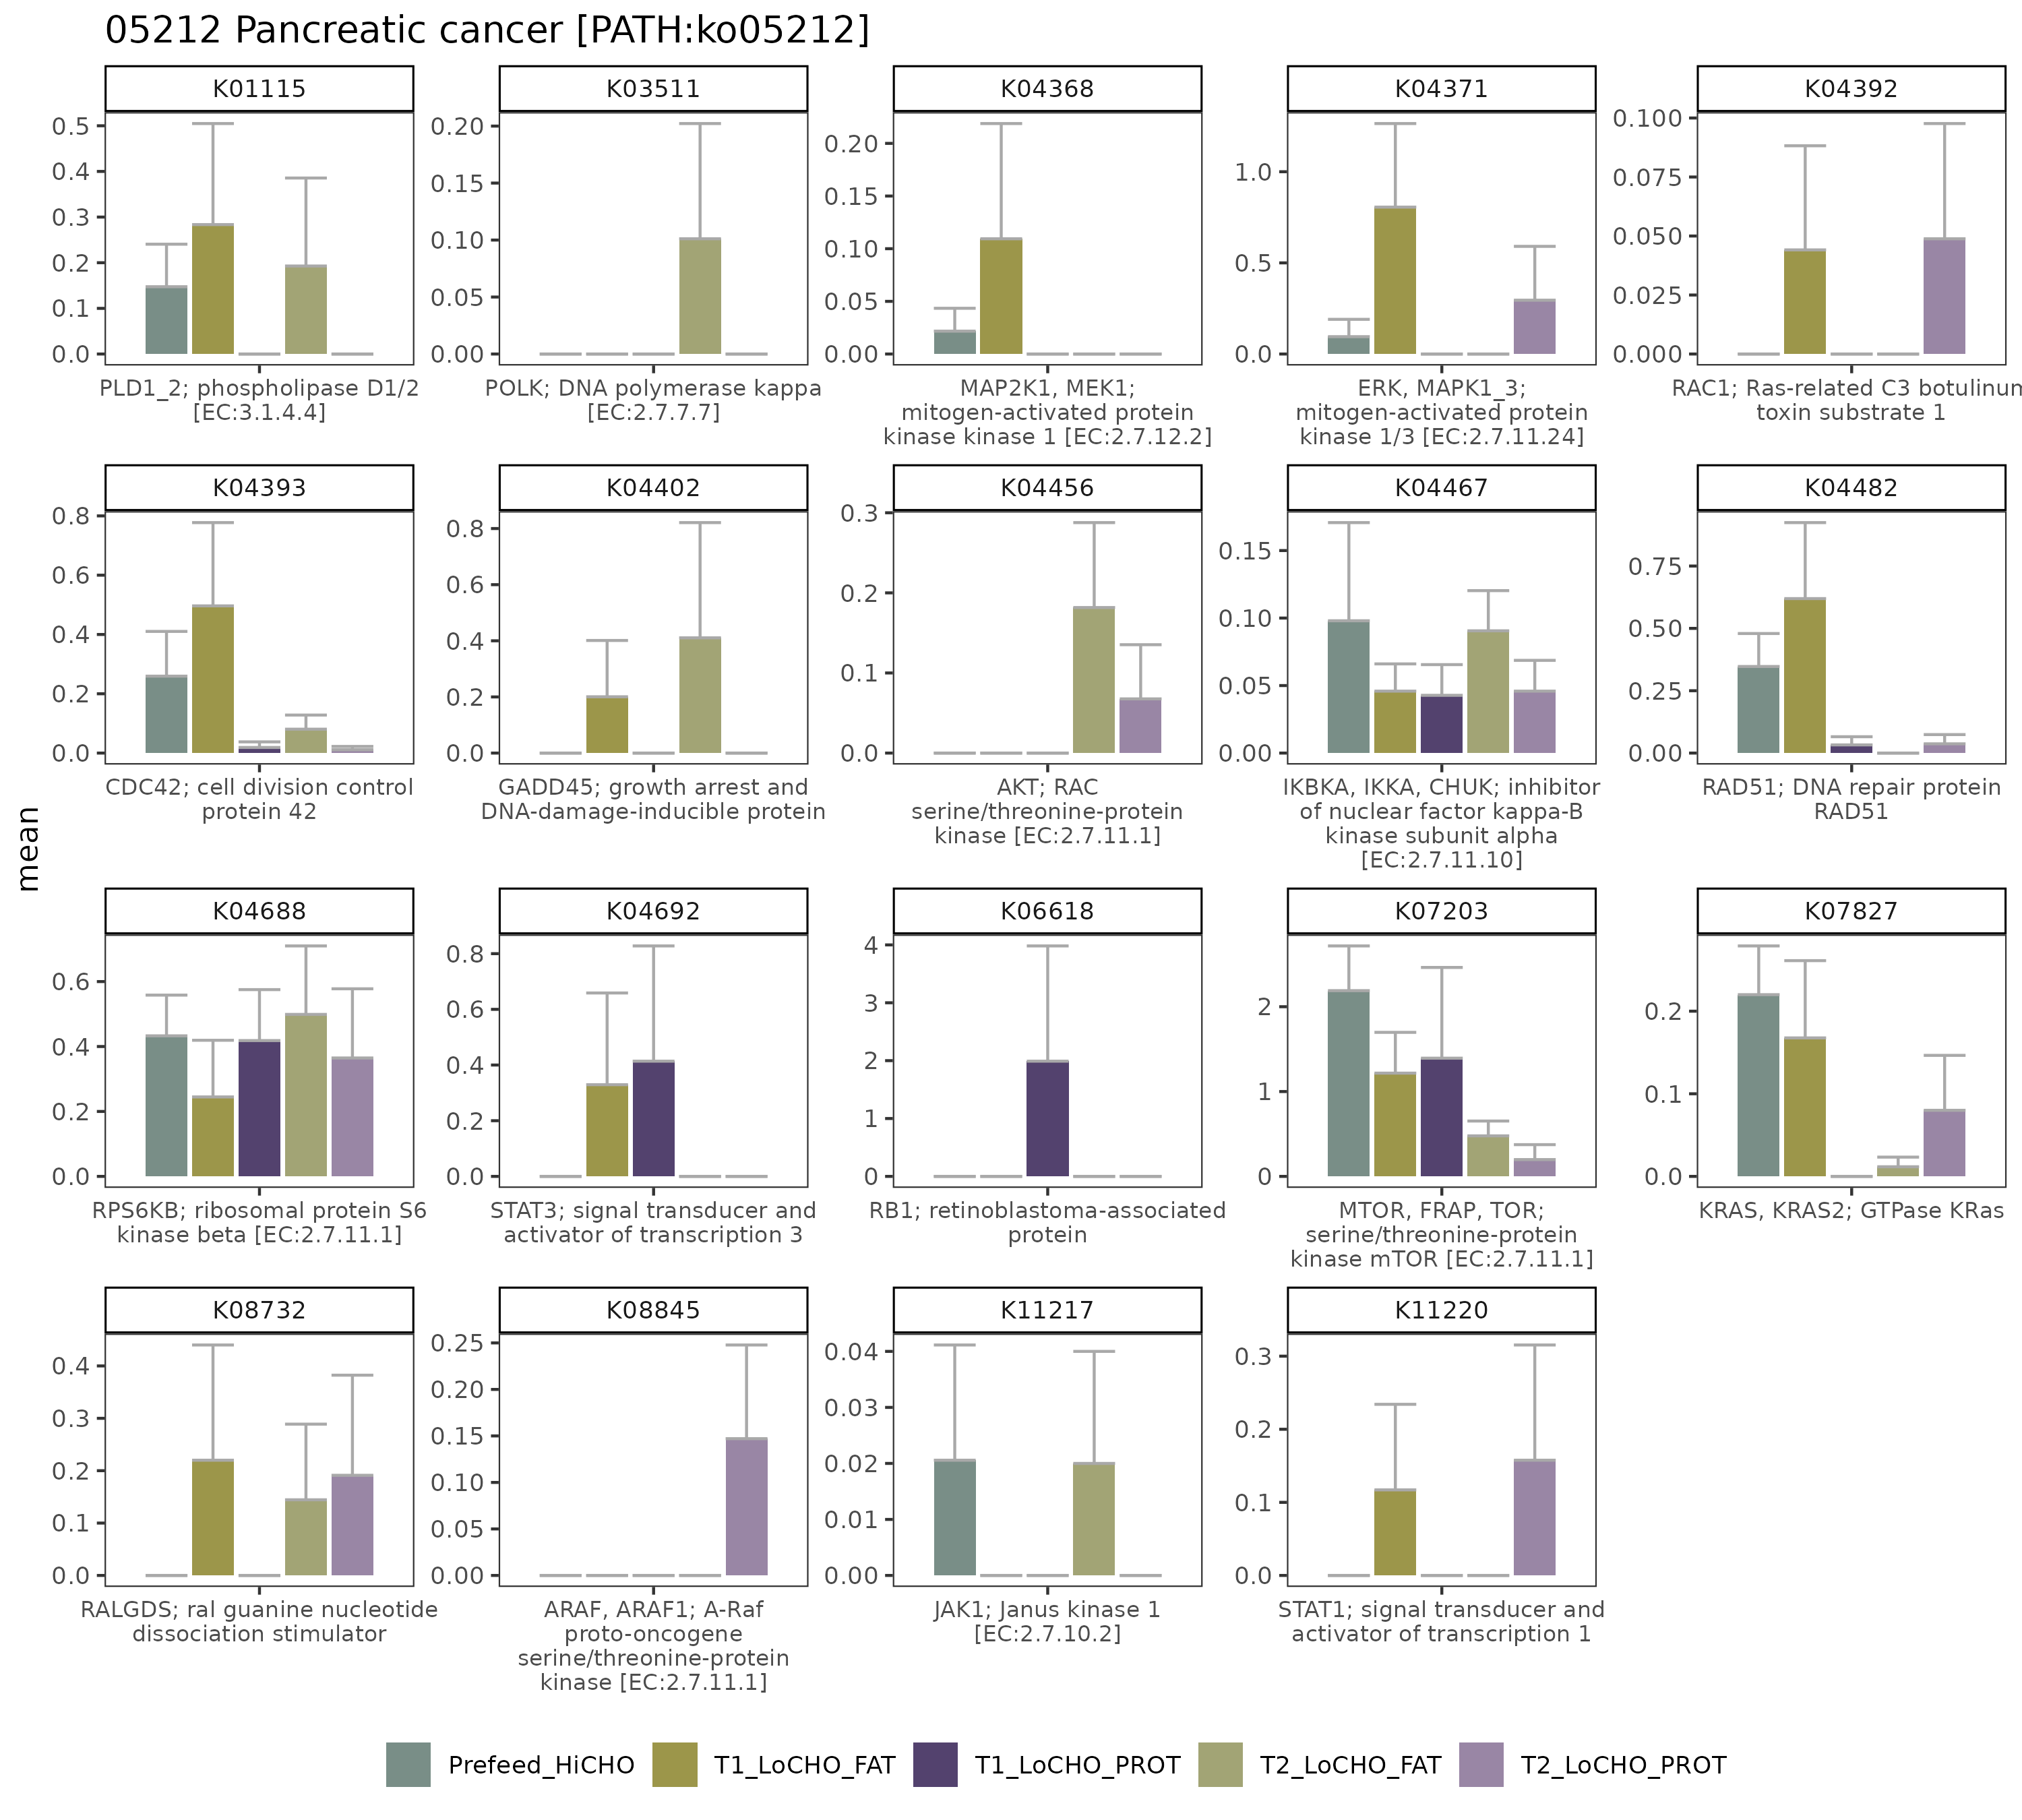 05212 Pancreatic cancer [PATH:ko05212]
mean
K01115
0.5
0.4
0.3
0.2
0.1
0.0
PLD1_2; phospholipase D1/2
[EC:3.1.4.4]
K03511
0.20
0.15
0.10
0.05
0.00
POLK; DNA polymerase kappa
[EC:2.7.7.7]
K04368
0.20
0.15
0.10
0.05
0.00
MAP2K1, MEK1;
mitogen-activated protein
kinase kinase 1 [EC:2.7.12.2]
K04371
1.0
0.5
0.0
ERK, MAPK1_3;
mitogen-activated protein
kinase 1/3 [EC:2.7.11.24]
K04392
0.100
0.075
0.050
0.025
0.000
RAC1; Ras-related C3 botulinum
toxin substrate 1
K04393
0.8
0.6
0.4
0.2
0.0
CDC42; cell division control
protein 42
K04402
0.8
0.6
0.4
0.2
0.0
GADD45; growth arrest and
DNA-damage-inducible protein
K04456
0.3
0.2
0.1
0.0
AKT; RAC
serine/threonine-protein
kinase [EC:2.7.11.1]
K04467
0.15
0.10
0.05
0.00
IKBKA, IKKA, CHUK; inhibitor
of nuclear factor kappa-B
kinase subunit alpha
[EC:2.7.11.10]
K04482
0.75
0.50
0.25
0.00
RAD51; DNA repair protein
RAD51
K04688
0.6
0.4
0.2
0.0
RPS6KB; ribosomal protein S6
kinase beta [EC:2.7.11.1]
K04692
0.8
0.6
0.4
0.2
0.0
STAT3; signal transducer and
activator of transcription 3
K06618
4
3
2
1
0
RB1; retinoblastoma-associated
protein
K07203
2
1
0
MTOR, FRAP, TOR;
serine/threonine-protein
kinase mTOR [EC:2.7.11.1]
K07827
0.2
0.1
0.0
KRAS, KRAS2; GTPase KRas
K08732
0.4
0.3
0.2
0.1
0.0
RALGDS; ral guanine nucleotide
dissociation stimulator
K08845
0.25
0.20
0.15
0.10
0.05
0.00
ARAF, ARAF1; A-Raf
proto-oncogene
serine/threonine-protein
kinase [EC:2.7.11.1]
K11217
0.04
0.03
0.02
0.01
0.00
JAK1; Janus kinase 1
[EC:2.7.10.2]
K11220
0.3
0.2
0.1
0.0
STAT1; signal transducer and
activator of transcription 1
Prefeed_HiCHO
T1_LoCHO_FAT
T1_LoCHO_PROT
T2_LoCHO_FAT
T2_LoCHO_PROT